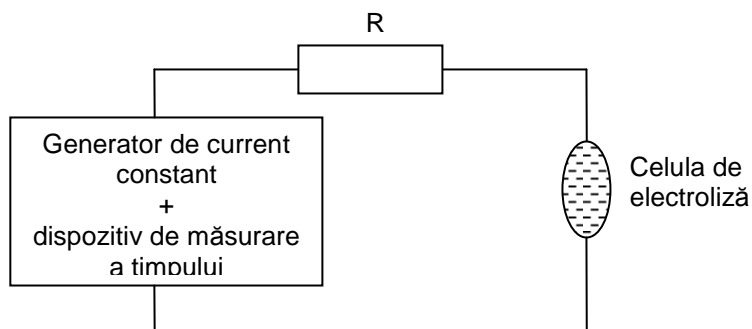 R
Generator de current
constant
+
dispozitiv de măsurare
a timpului
Celula de
electroliză